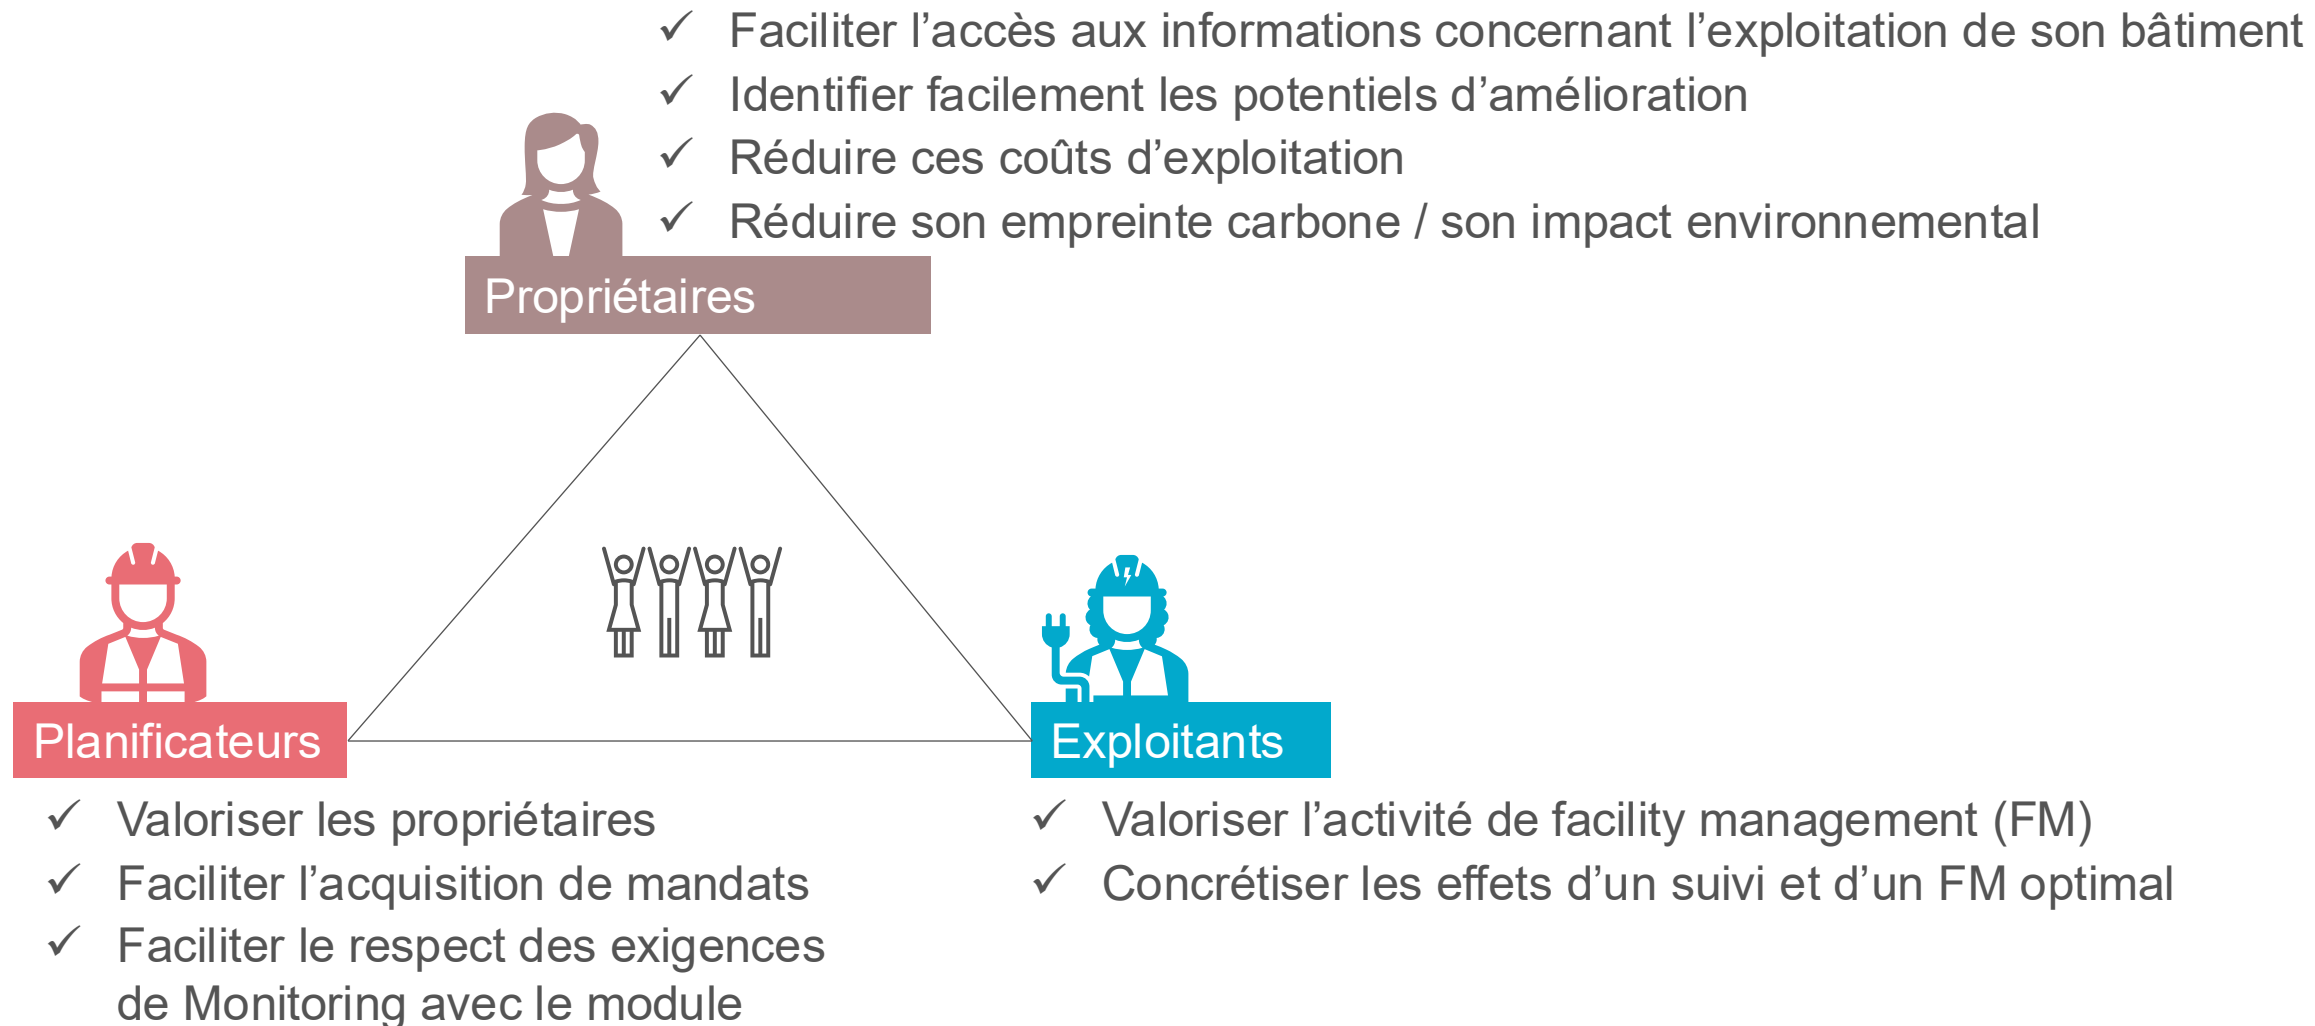 Faciliter l’accès aux informations concernant l’exploitation de son bâtiment
Identifier facilement les potentiels d’amélioration
Réduire ces coûts d’exploitation
Réduire son empreinte carbone / son impact environnemental
Propriétaires
Planificateurs
Valoriser les propriétaires
Faciliter l’acquisition de mandats
Faciliter le respect des exigences
de Monitoring avec le module
Exploitants
Valoriser l’activité de facility management (FM)
Concrétiser les effets d’un suivi et d’un FM optimal